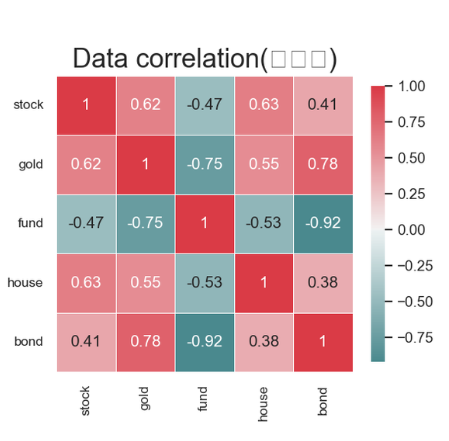 Data correlation(□□□)
stock 1 0.62 -0.47 0.63 0.41
gold 0.62 1 -0.75 0.55 0.78
fund -0.47 -0.75 1 -0.53 -0.92
house 0.63 0.55 -0.53 1 0.38
bond 0.41 0.78 -0.92 0.38 1
stock gold fund house bond
1.00
0.75
0.50
0.25
0.00
−0.25
−0.50
−0.75